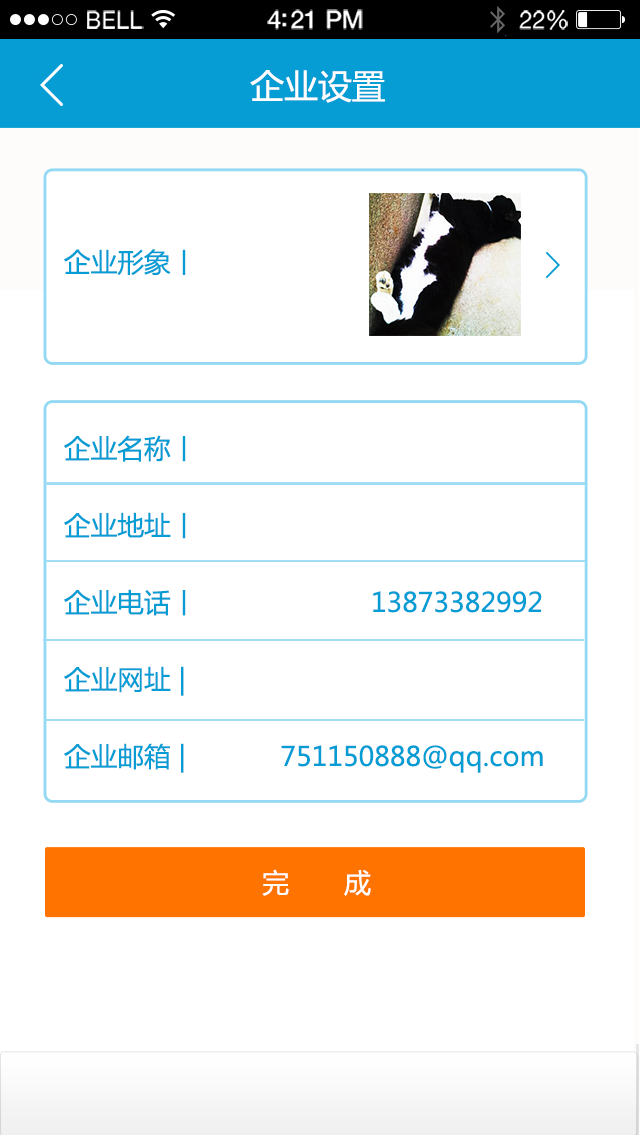 BELL 4:21 PM 22%
企业设置
企业形象 |
企业名称 |
企业地址 |
企业电话 | 13873382992
企业网址 |
企业邮箱 | 751150888@qq.com
完 成